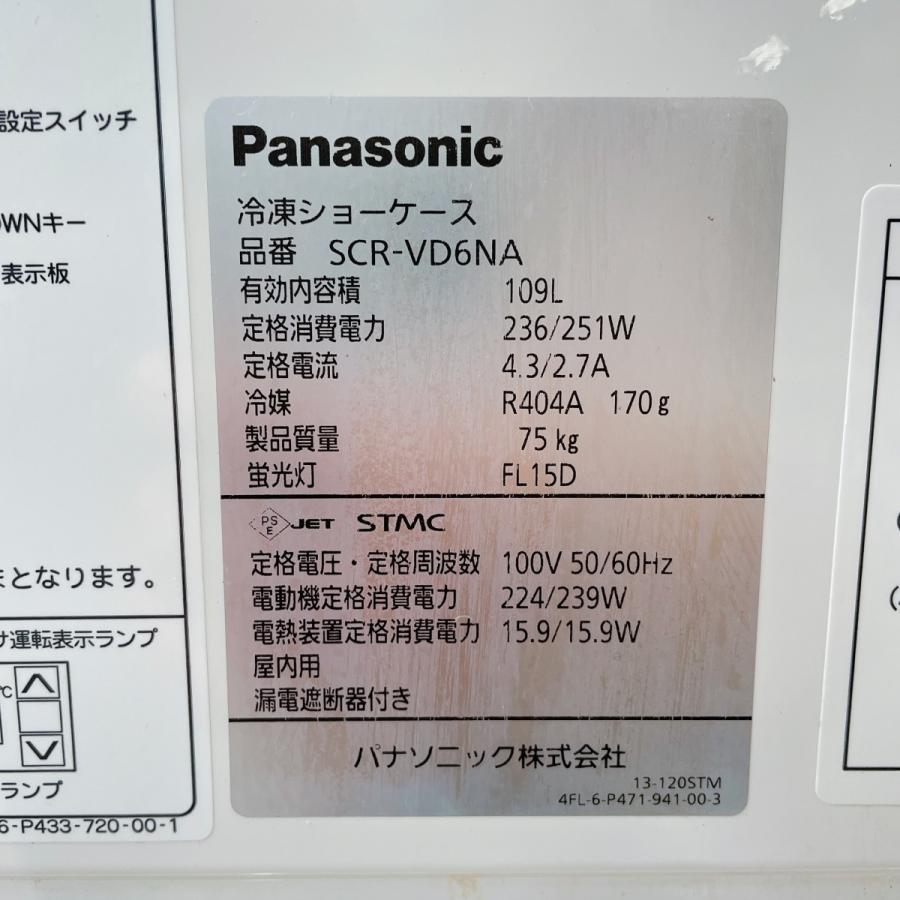 設定スイッチ
OWNキー
表示板
となります。
け運転表示ランプ
℃
ランプ
6-P433-720-00-1
Panasonic
冷凍ショーケース
品番 SCR-VD6NA
有効内容積 109L
定格消費電力 236/251W
定格電流 4.3/2.7A
冷媒 R404A 170g
製品質量 75kg
蛍光灯 FL15D
PS E JET STMC
定格電圧・定格周波数 100V 50/60Hz
電動機定格消費電力 224/239W
電熱装置定格消費電力 15.9/15.9W
屋内用
漏電遮断器付き
パナソニック株式会社
13-120STM
4FL-6-P471-941-00-3